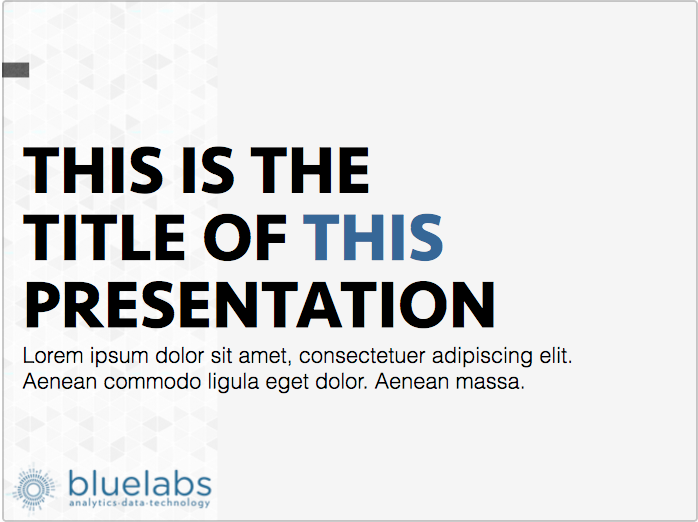 THIS IS THE
TITLE OF THIS
PRESENTATION
Lorem ipsum dolor sit amet, consectetuer adipiscing elit.
Aenean commodo ligula eget dolor. Aenean massa.
bluelabs
analytics·data·technology